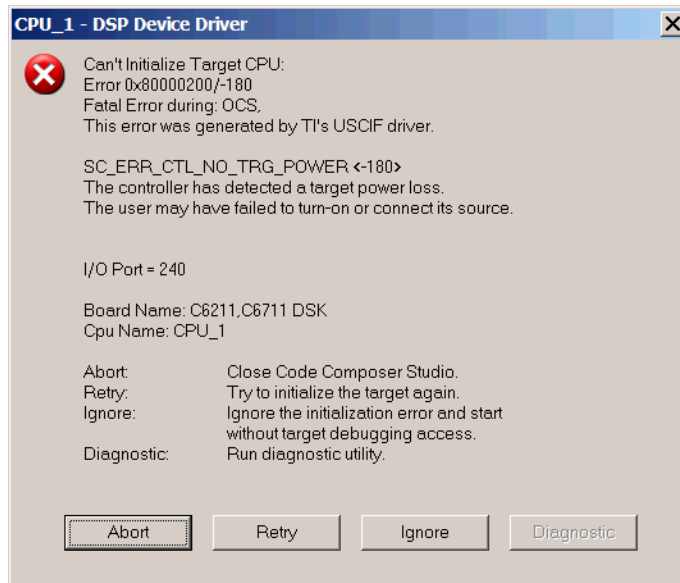 CPU_1 - DSP Device Driver
Can't Initialize Target CPU:
Error 0x80000200/-180
Fatal Error during: OCS,
This error was generated by TI's USCIF driver.
SC_ERR_CTL_NO_TRG_POWER <-180>
The controller has detected a target power loss.
The user may have failed to turn-on or connect its source.
I/O Port = 240
Board Name: C6211,C6711 DSK
Cpu Name: CPU_1
Abort: Close Code Composer Studio.
Retry: Try to initialize the target again.
Ignore: Ignore the initialization error and start
without target debugging access.
Diagnostic: Run diagnostic utility.
Abort Retry Ignore Diagnostic